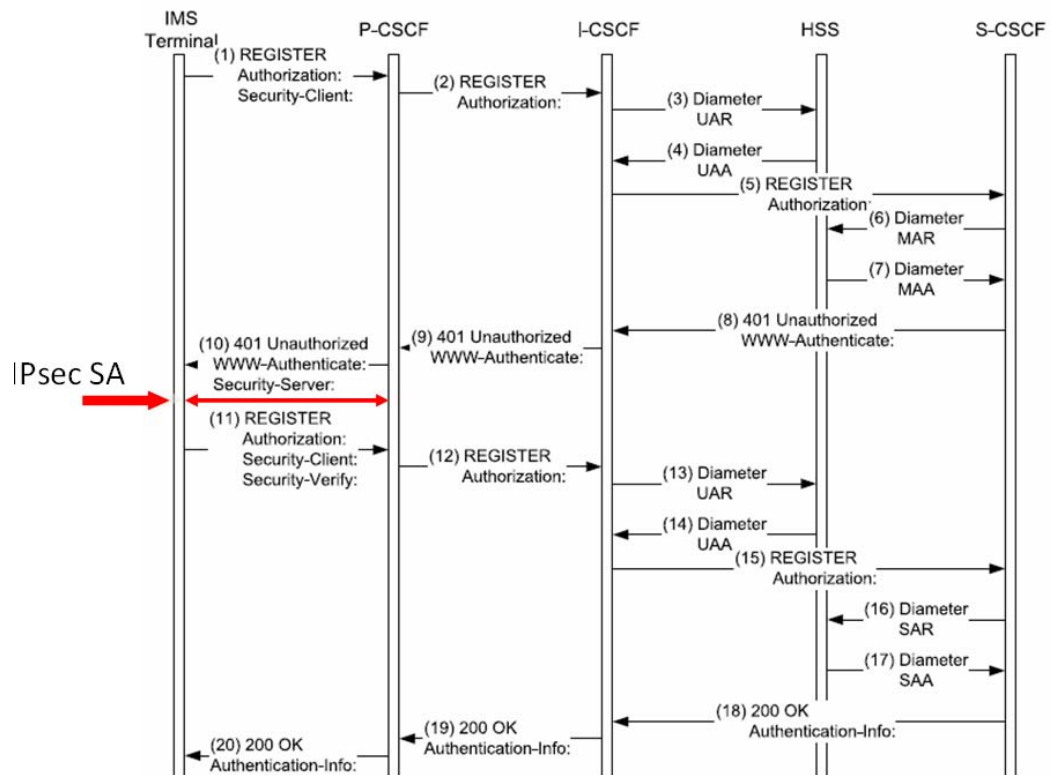 IMS
Terminal
P-CSCF
I-CSCF
HSS
S-CSCF
(1) REGISTER
Authorization:
Security-Client:
(2) REGISTER
Authorization:
(3) Diameter
UAR
(4) Diameter
UAA
(5) REGISTER
Authorization:
(6) Diameter
MAR
(7) Diameter
MAA
(8) 401 Unauthorized
WWW-Authenticate:
(9) 401 Unauthorized
WWW-Authenticate:
(10) 401 Unauthorized
WWW-Authenticate:
Security-Server:
IPsec SA
(11) REGISTER
Authorization:
Security-Client:
Security-Verify:
(12) REGISTER
Authorization:
(13) Diameter
UAR
(14) Diameter
UAA
(15) REGISTER
Authorization:
(16) Diameter
SAR
(17) Diameter
SAA
(18) 200 OK
Authentication-Info:
(19) 200 OK
Authentication-Info:
(20) 200 OK
Authentication-Info: